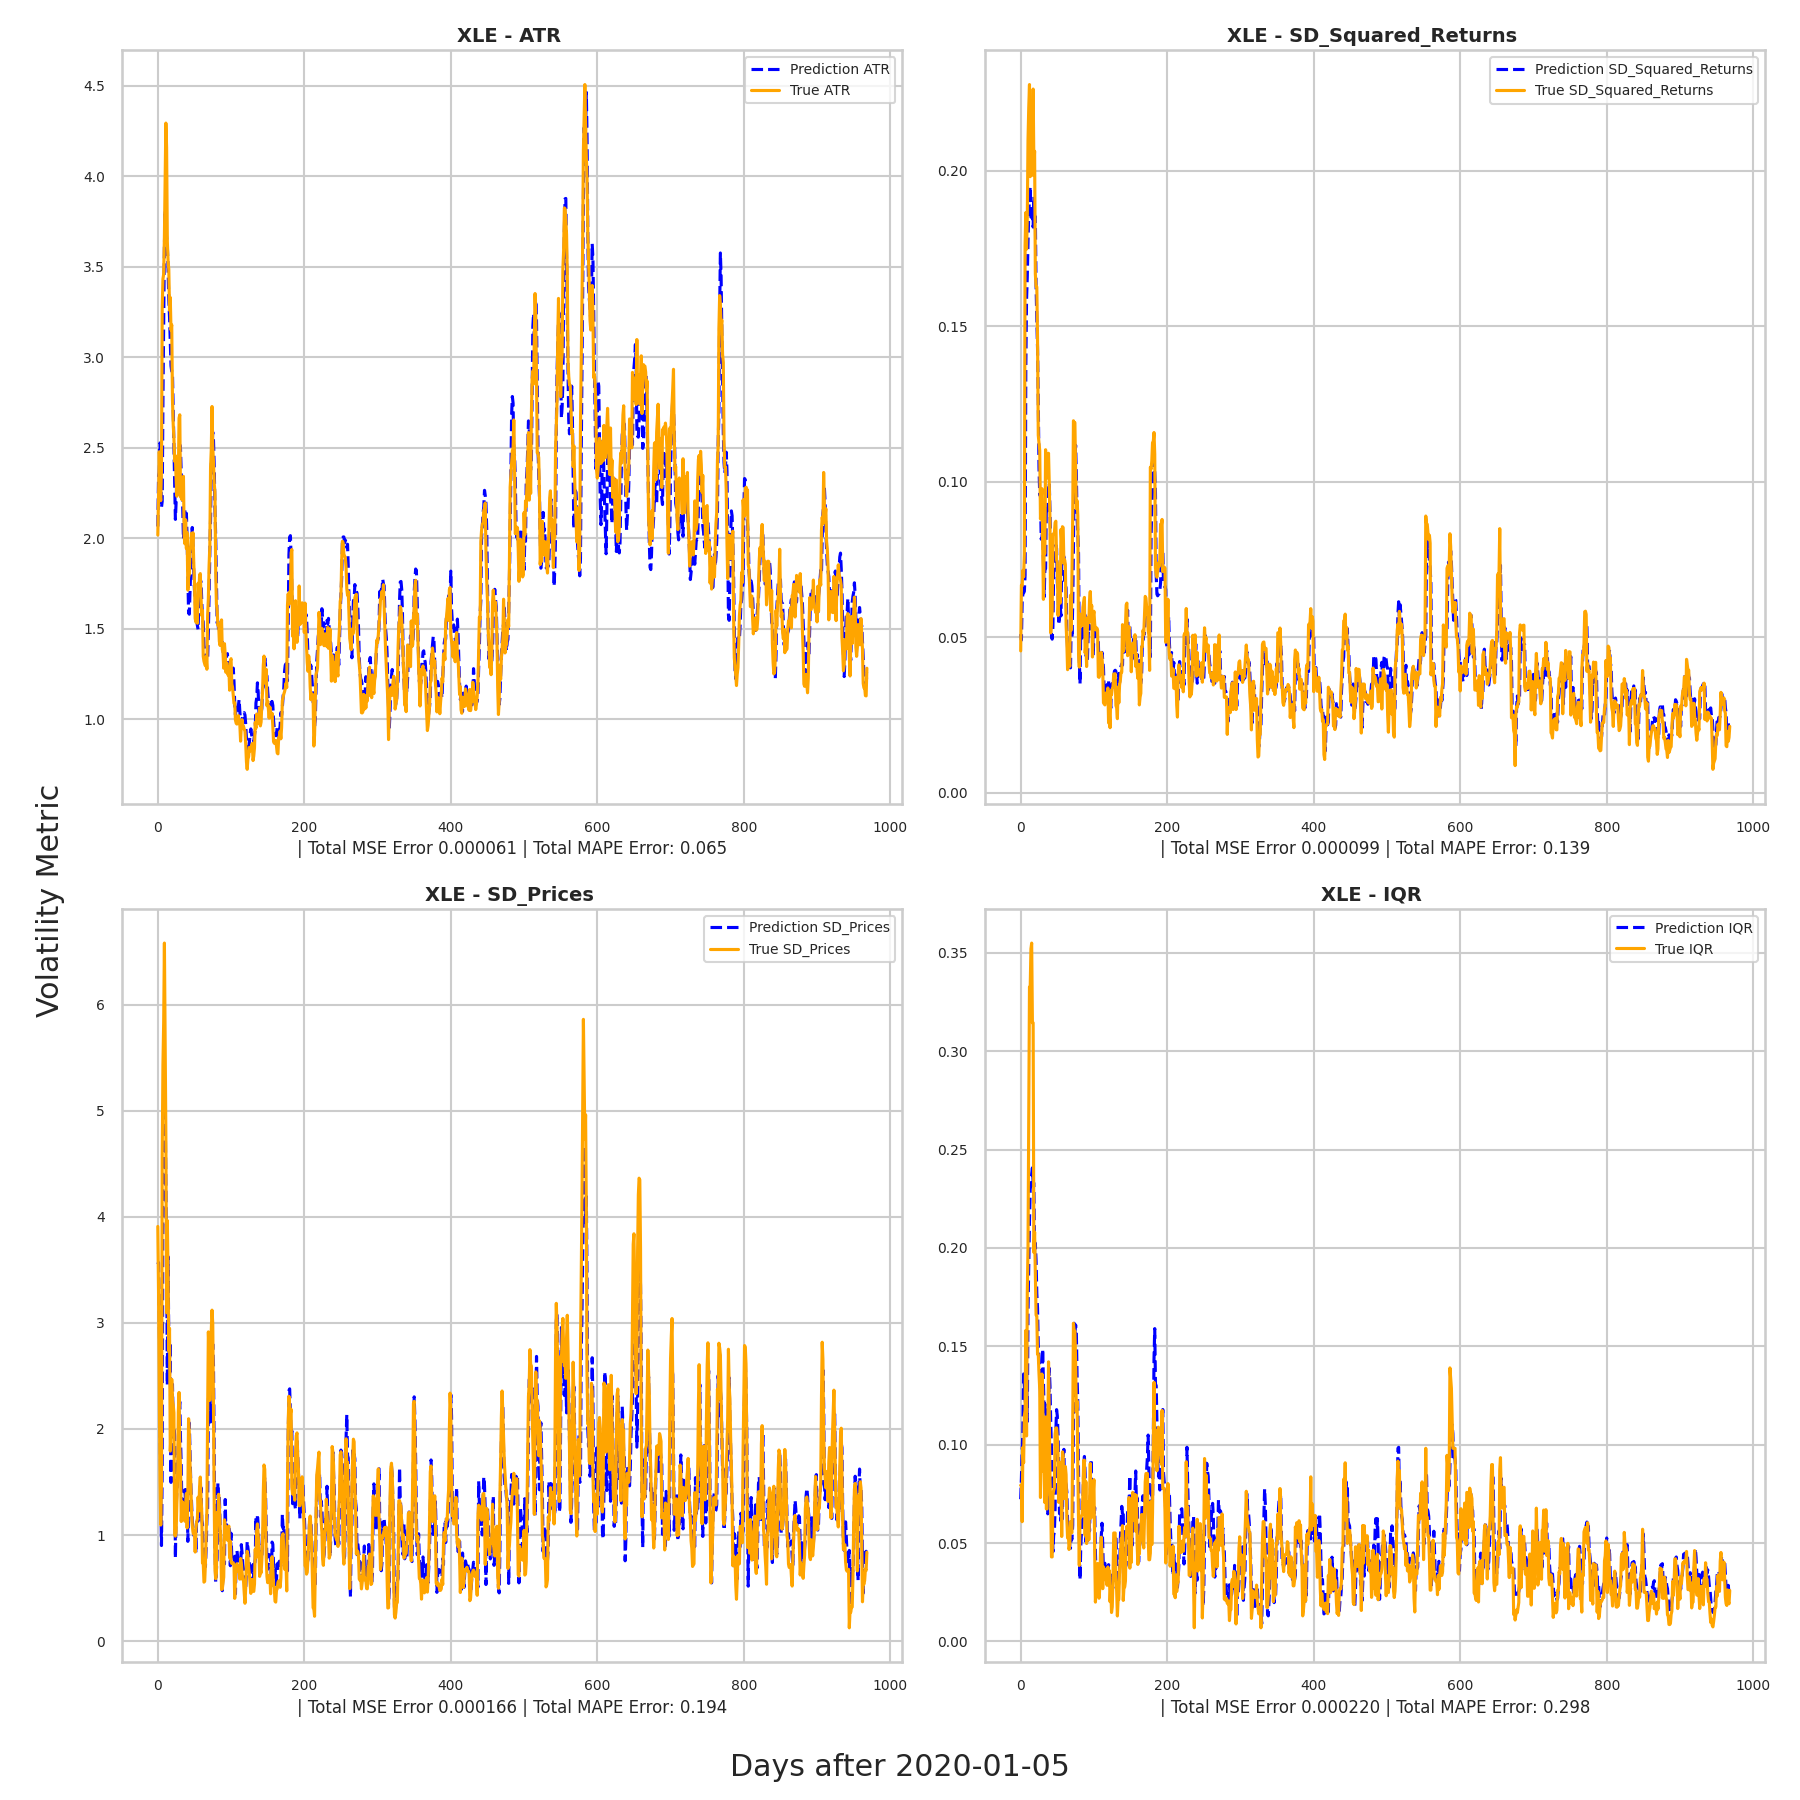 XLE - ATR
Prediction ATR
True ATR
4.5
4.0
3.5
3.0
2.5
2.0
1.5
1.0
0 200 400 600 800 1000
| Total MSE Error 0.000061 | Total MAPE Error: 0.065
XLE - SD_Squared_Returns
Prediction SD_Squared_Returns
True SD_Squared_Returns
0.20
0.15
0.10
0.05
0.00
0 200 400 600 800 1000
| Total MSE Error 0.000099 | Total MAPE Error: 0.139
Volatility Metric
XLE - SD_Prices
Prediction SD_Prices
True SD_Prices
6
5
4
3
2
1
0
0 200 400 600 800 1000
| Total MSE Error 0.000166 | Total MAPE Error: 0.194
XLE - IQR
Prediction IQR
True IQR
0.35
0.30
0.25
0.20
0.15
0.10
0.05
0.00
0 200 400 600 800 1000
| Total MSE Error 0.000220 | Total MAPE Error: 0.298
Days after 2020-01-05